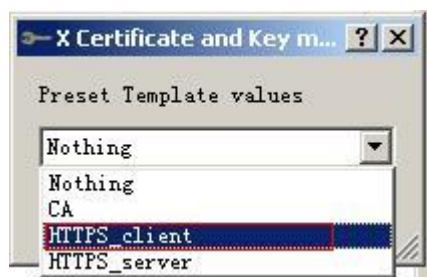 X Certificate and Key m...
Preset Template values
Nothing
Nothing
CA
HTTPS_client
HTTPS_server